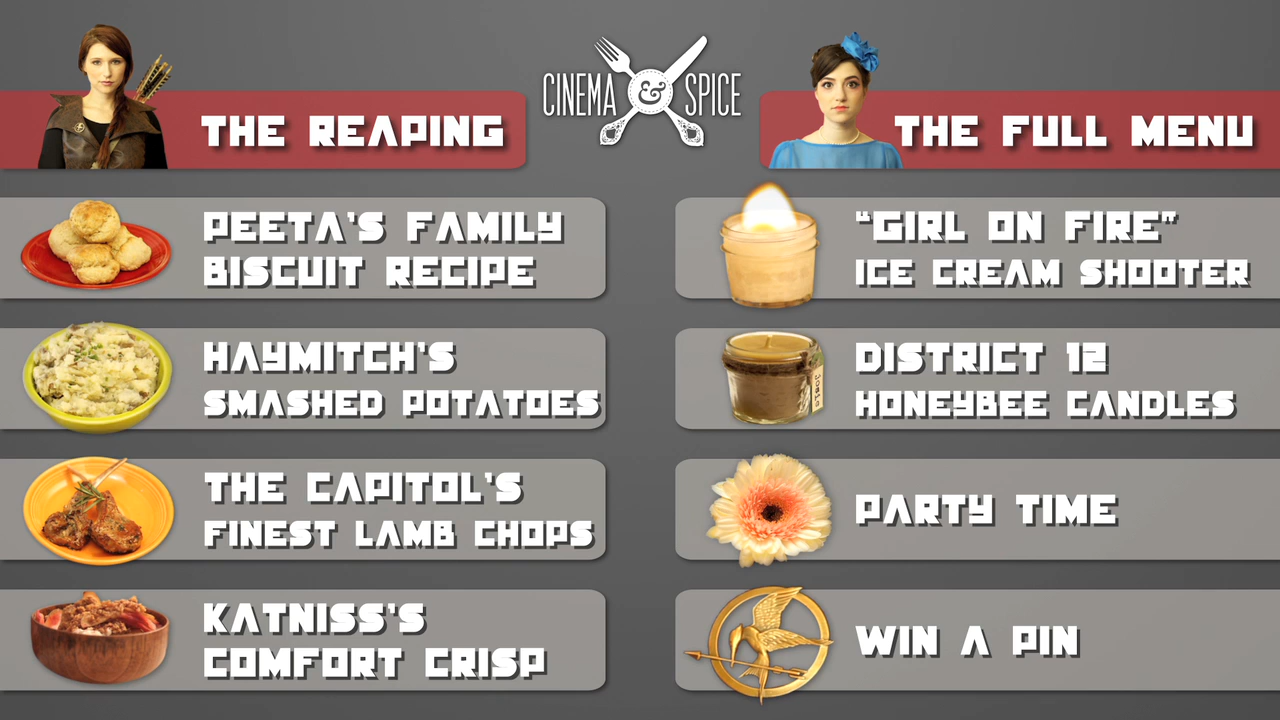 CINEMA & SPICE
THE REAPING
THE FULL MENU
PEETA'S FAMILY
BISCUIT RECIPE
HAYMITCH'S
SMASHED POTATOES
THE CAPITOL'S
FINEST LAMB CHOPS
KATNISS'S
COMFORT CRISP
“GIRL ON FIRE”
ICE CREAM SHOOTER
DISTRICT 12
HONEYBEE CANDLES
PARTY TIME
WIN A PIN